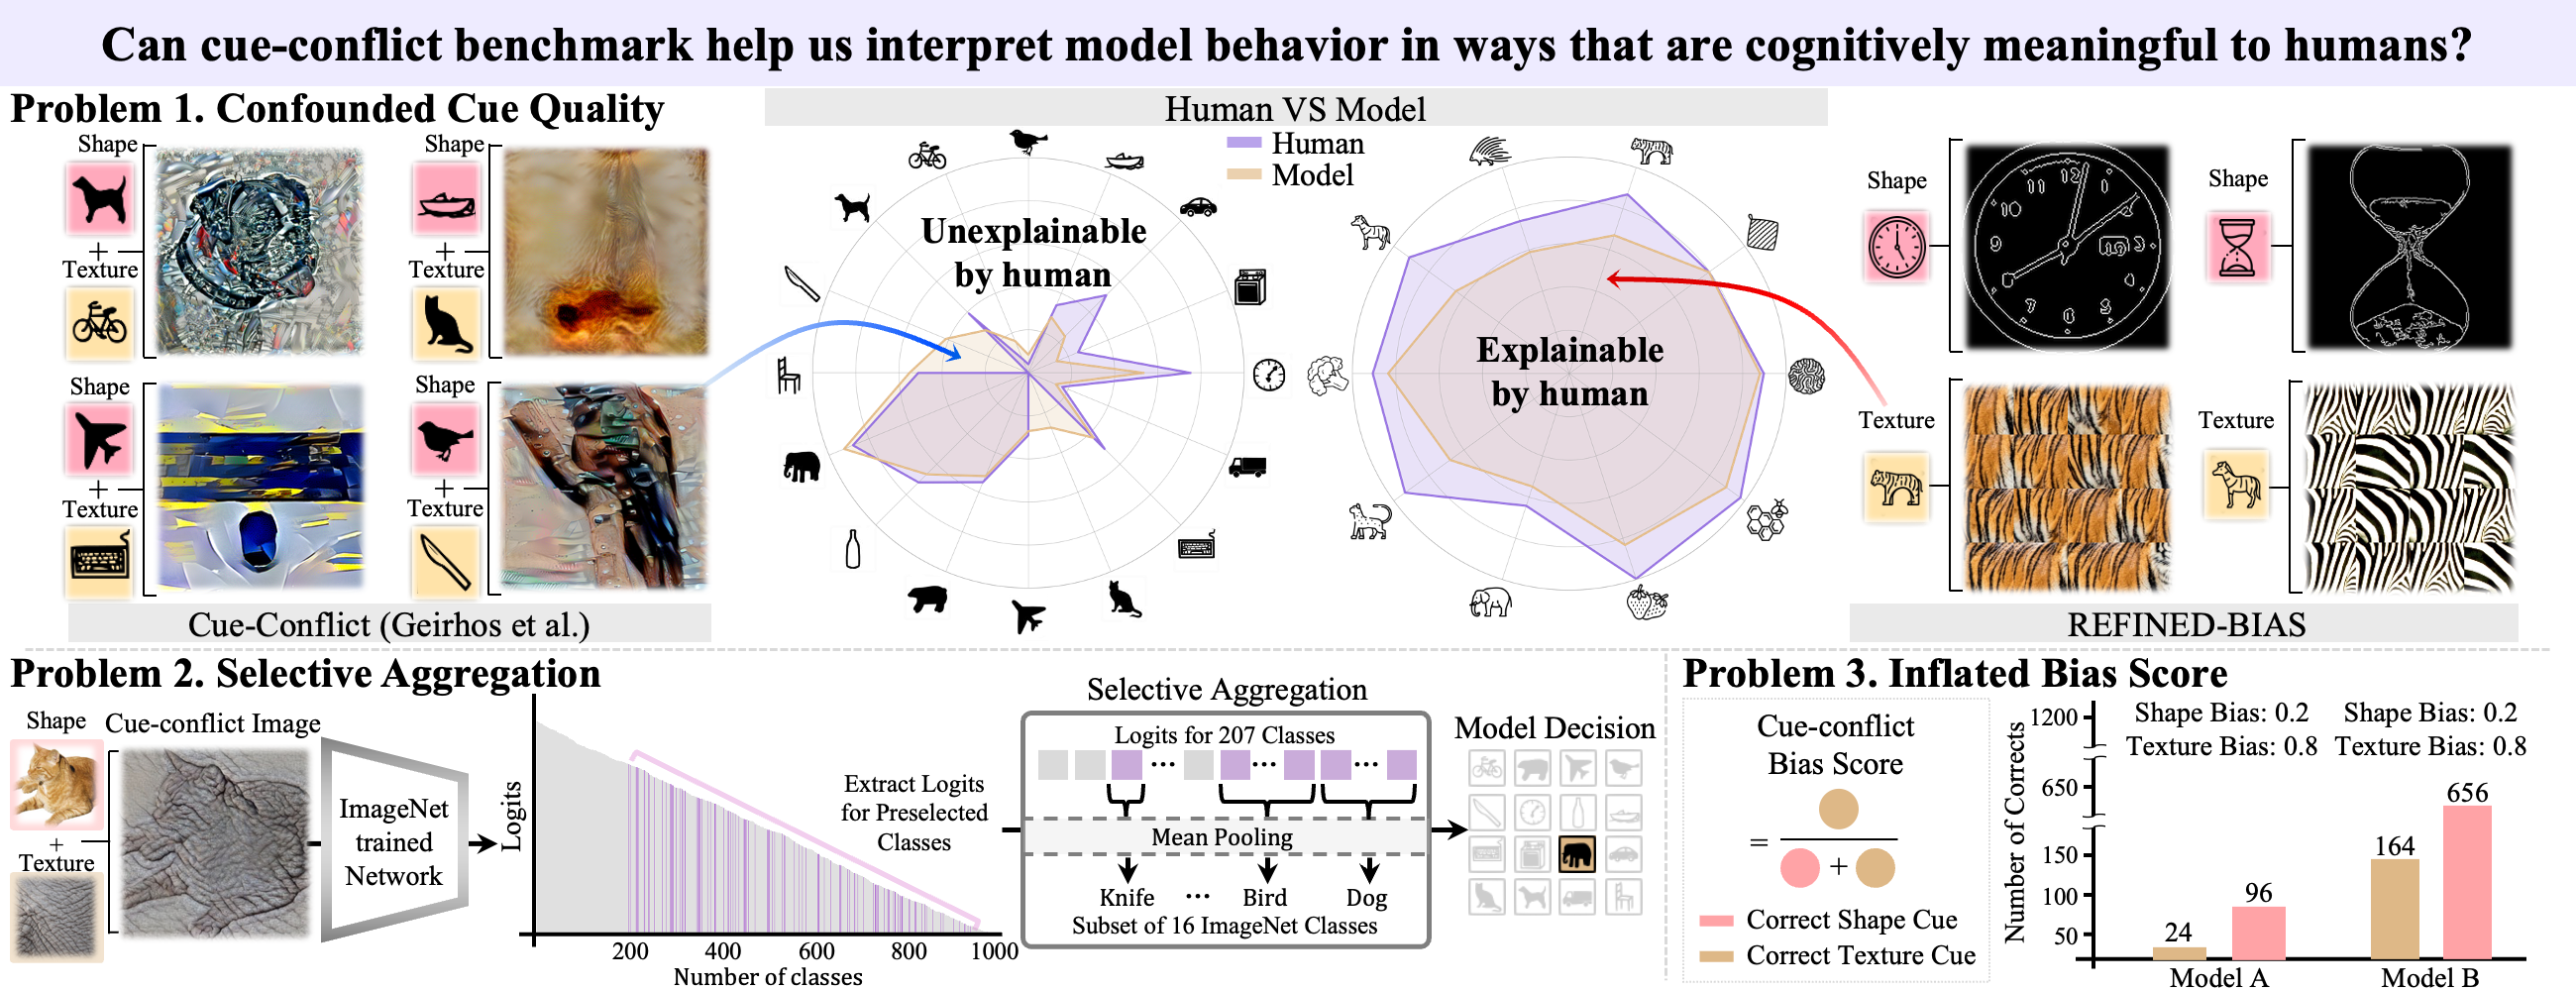 Can cue-conflict benchmark help us interpret model behavior in ways that are cognitively meaningful to humans?
Problem 1. Confounded Cue Quality
Shape
+
Texture
Shape
+
Texture
Shape
+
Texture
Shape
+
Texture
Cue-Conflict (Geirhos et al.)
Human VS Model
Human
Model
Unexplainable
by human
Explainable
by human
Shape
Shape
12
11
10
9
Texture
Texture
REFINED-BIAS
Problem 2. Selective Aggregation
Shape
+
Texture
Cue-conflict Image
ImageNet
trained
Network
Logits
200
400
600
800
1000
Number of classes
Extract Logits
for Preselected
Classes
Selective Aggregation
Logits for 207 Classes
...
...
...
Mean Pooling
Knife ... Bird Dog
Subset of 16 ImageNet Classes
Model Decision
Problem 3. Inflated Bias Score
Cue-conflict
Bias Score
=
+
Correct Shape Cue
Correct Texture Cue
Number of Corrects
1200
650
150
100
50
Shape Bias: 0.2
Texture Bias: 0.8
Shape Bias: 0.2
Texture Bias: 0.8
24
96
164
656
Model A
Model B